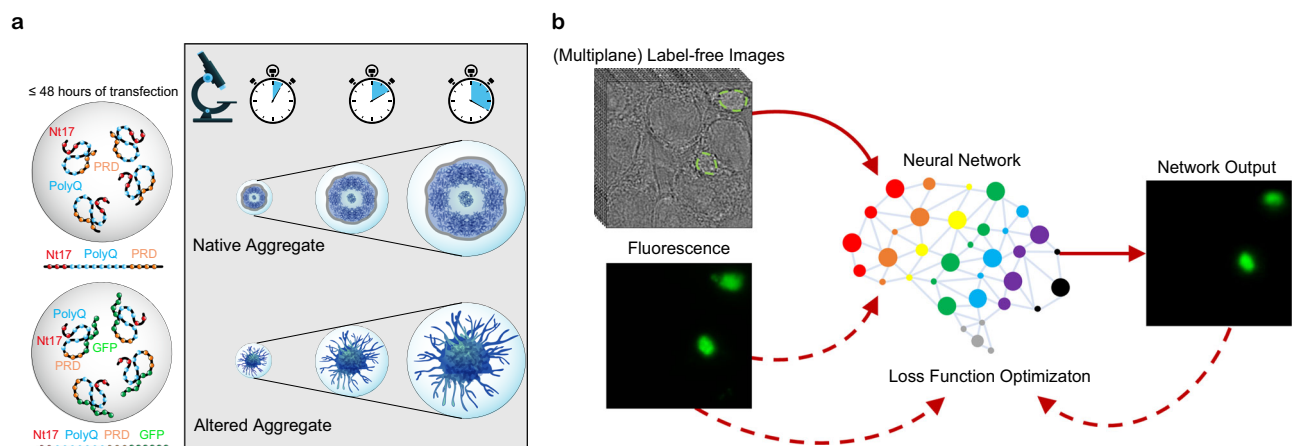 a
≤ 48 hours of transfection
Nt17
PRD
PolyQ
Nt17 PolyQ PRD
PolyQ
Nt17
GFP
PRD
Nt17 PolyQ PRD GFP
Native Aggregate
Altered Aggregate
b
(Multiplane) Label-free Images
Fluorescence
Neural Network
Network Output
Loss Function Optimizaton